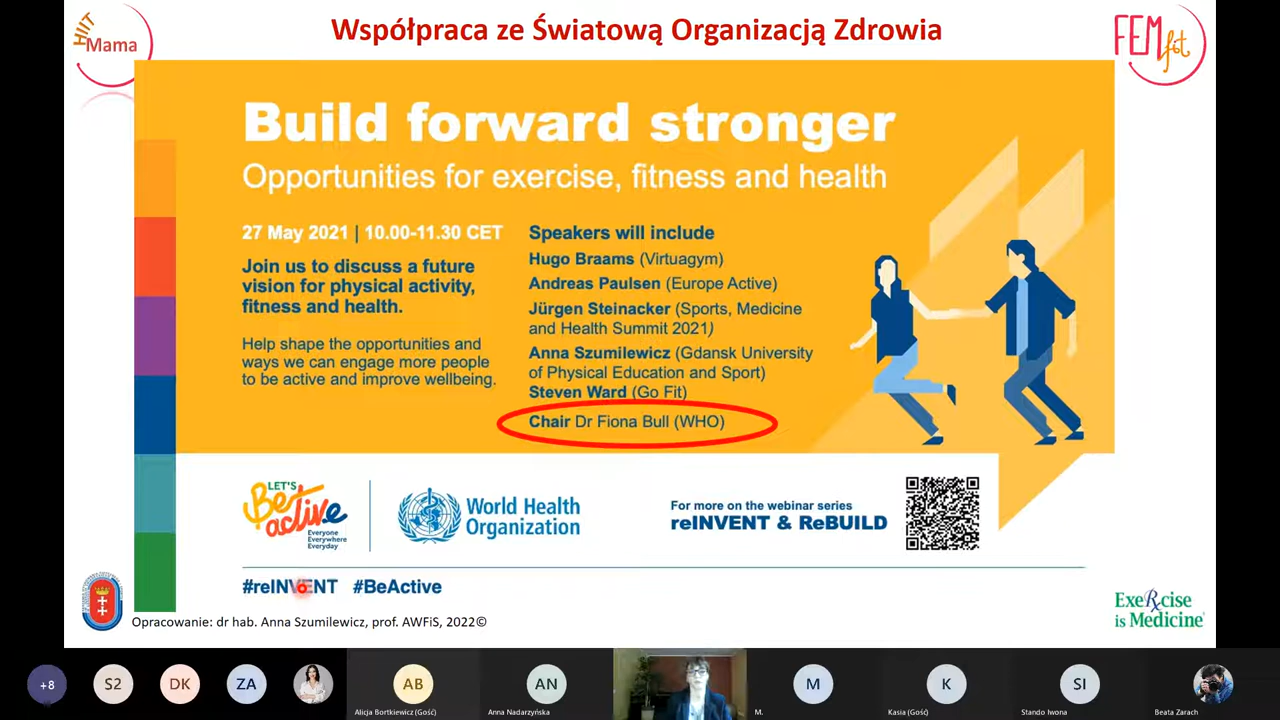 Współpraca ze Światową Organizacją Zdrowia
HIIT
Mama
FEM
fit
Build forward stronger
Opportunities for exercise, fitness and health
27 May 2021 | 10.00-11.30 CET
Join us to discuss a future
vision for physical activity,
fitness and health.
Help shape the opportunities and
ways we can engage more people
to be active and improve wellbeing.
Speakers will include
Hugo Braams (Virtuagym)
Andreas Paulsen (Europe Active)
Jürgen Steinacker (Sports, Medicine
and Health Summit 2021)
Anna Szumilewicz (Gdansk University
of Physical Education and Sport)
Steven Ward (Go Fit)
Chair Dr Fiona Bull (WHO)
LET'S
Be active
Everyone
Everywhere
Everyday
World Health
Organization
For more on the webinar series
reINVENT & ReBUILD
#reINVENT #BeActive
Opracowanie: dr hab. Anna Szumilewicz, prof. AWFiS, 2022©
ExeRcise
is Medicine®
+8
S2
DK
ZA
AB
Alicja Bortkiewicz (Gość)
AN
Anna Nadarzyńska
M
M.
K
Kasia (Gość)
SI
Stando Iwona
Beata Zarach